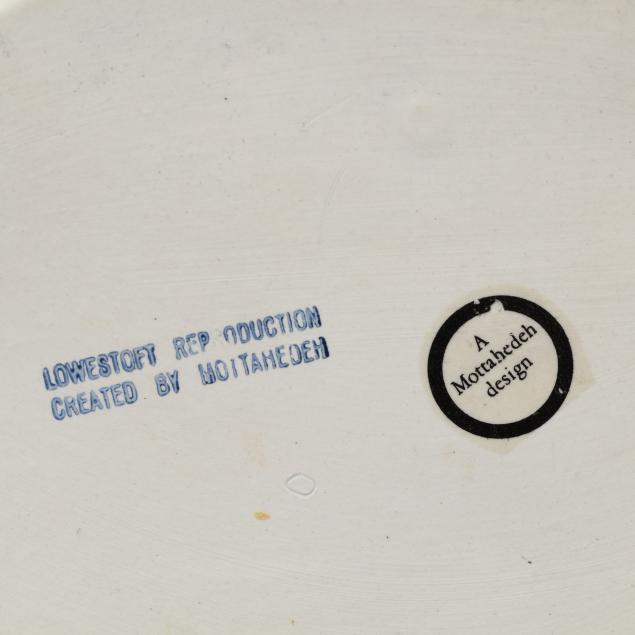 LOWESTOFT REP ODUCTION
CREATED BY MOTTAHEDEH
A
Mottahedeh
design